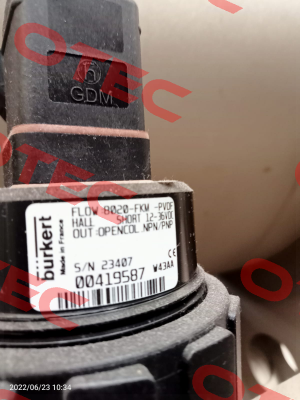 h
GDM
OTEC
bürkert
Made in France
FLOW 8020-FKM -PVDF
HALL SHORT 12-36VDC
OUT:OPENCOL.NPN/PNP
S/N 23407 CE
00419587 W43AA
2022/06/23 10:34